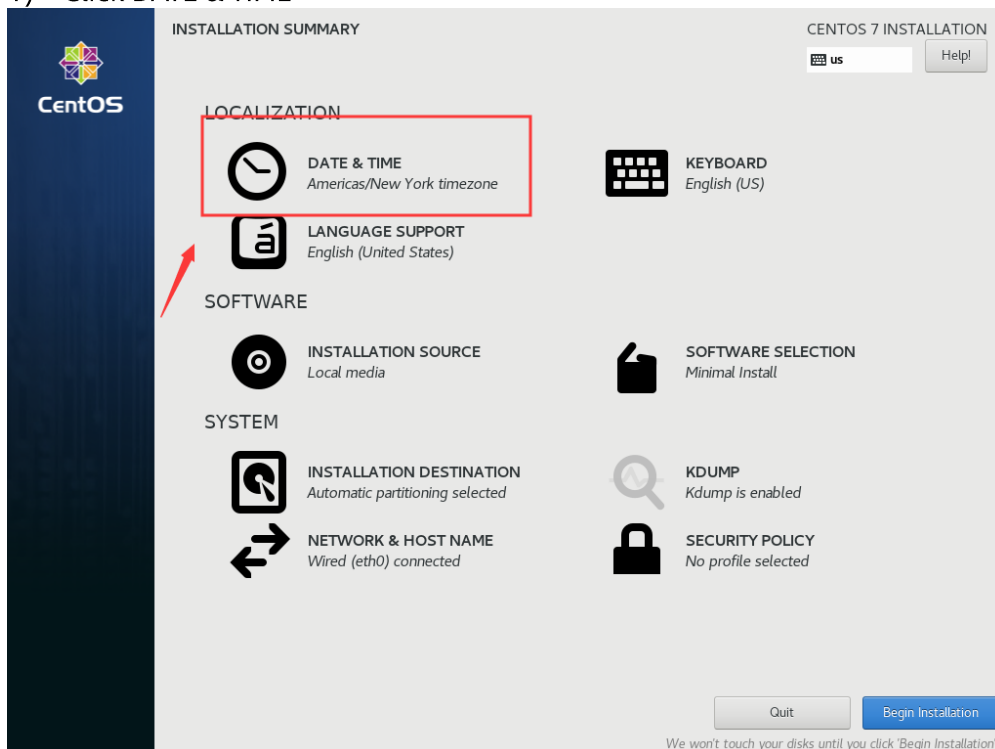 Click DATE & TIME
INSTALLATION SUMMARY
CENTOS 7 INSTALLATION
us
Help!
CentOS
LOCALIZATION
DATE & TIME
Americas/New York timezone
KEYBOARD
English (US)
LANGUAGE SUPPORT
English (United States)
SOFTWARE
INSTALLATION SOURCE
Local media
SOFTWARE SELECTION
Minimal Install
SYSTEM
INSTALLATION DESTINATION
Automatic partitioning selected
KDUMP
Kdump is enabled
NETWORK & HOST NAME
Wired (eth0) connected
SECURITY POLICY
No profile selected
Quit
Begin Installation
We won't touch your disks until you click 'Begin Installation'